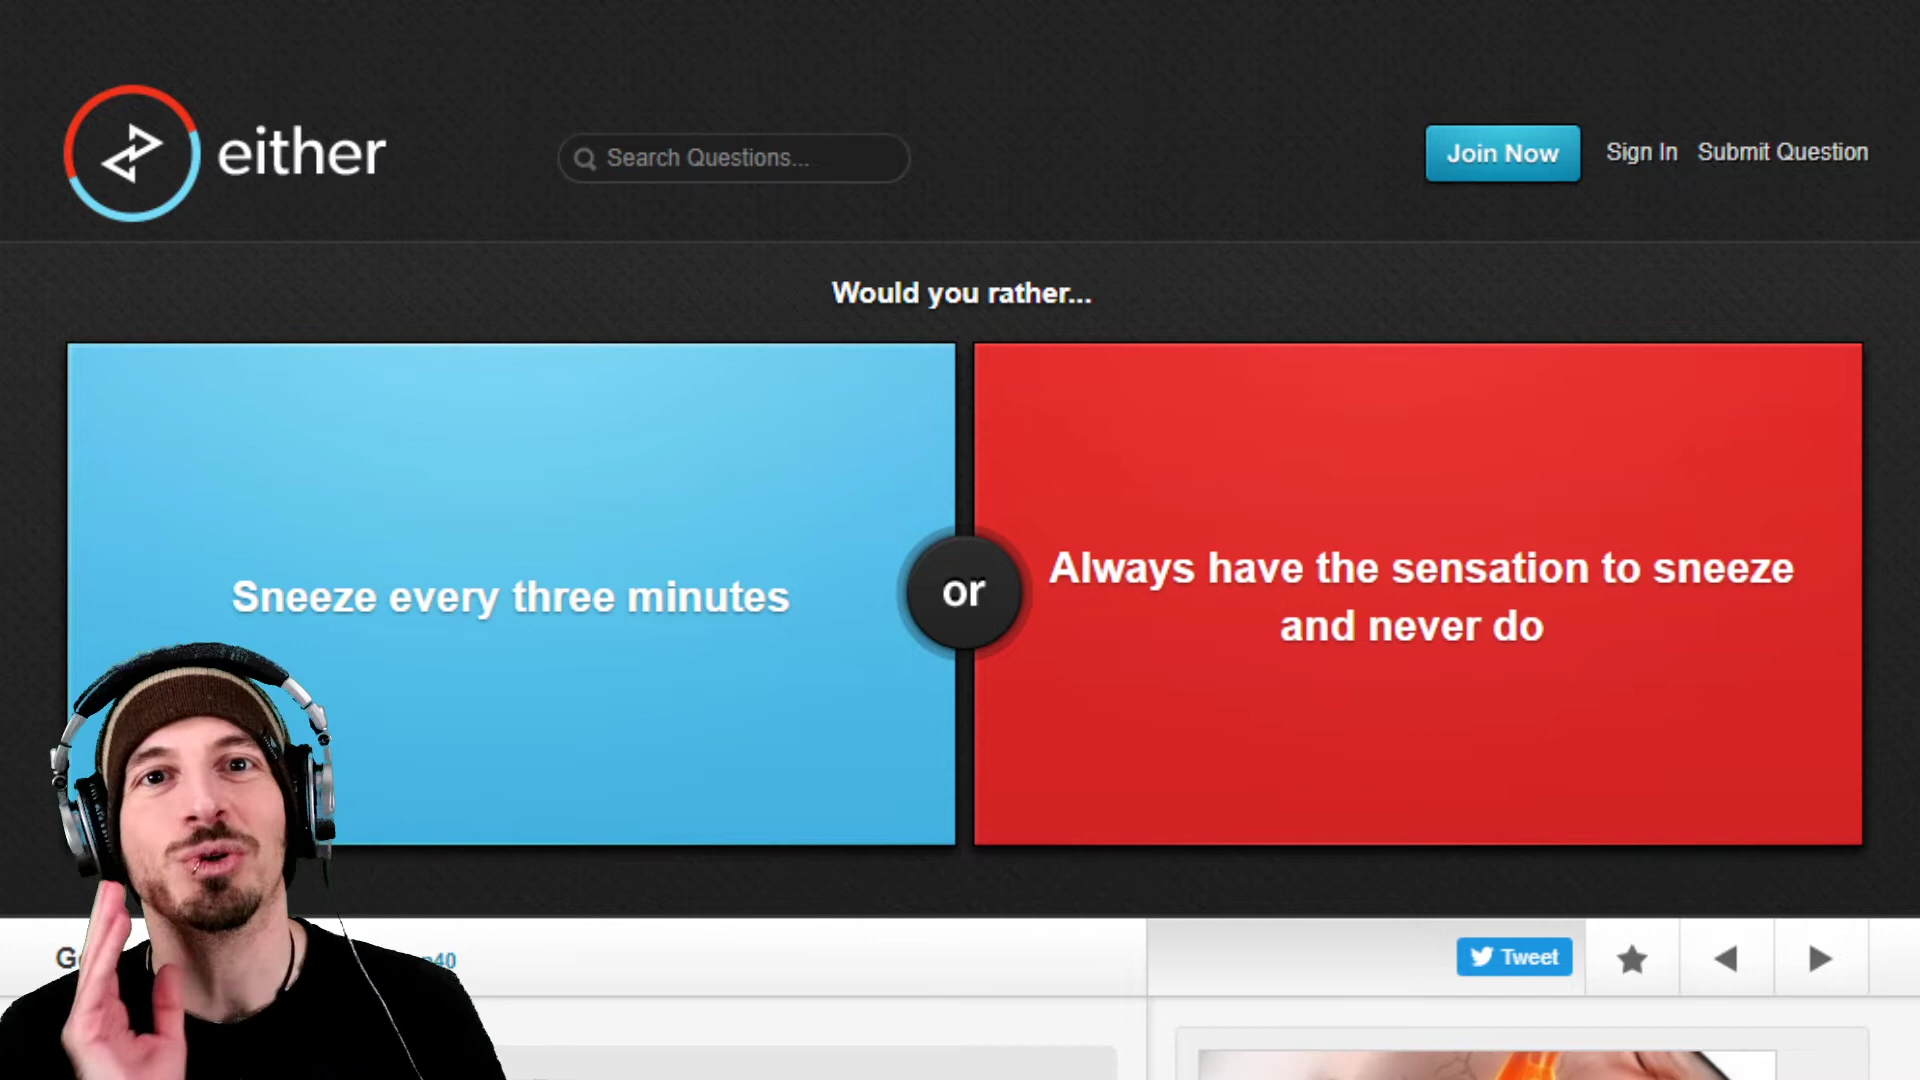 either
Search Questions...
Join Now
Sign In
Submit Question
Would you rather...
Sneeze every three minutes
or
Always have the sensation to sneeze
and never do
Tweet